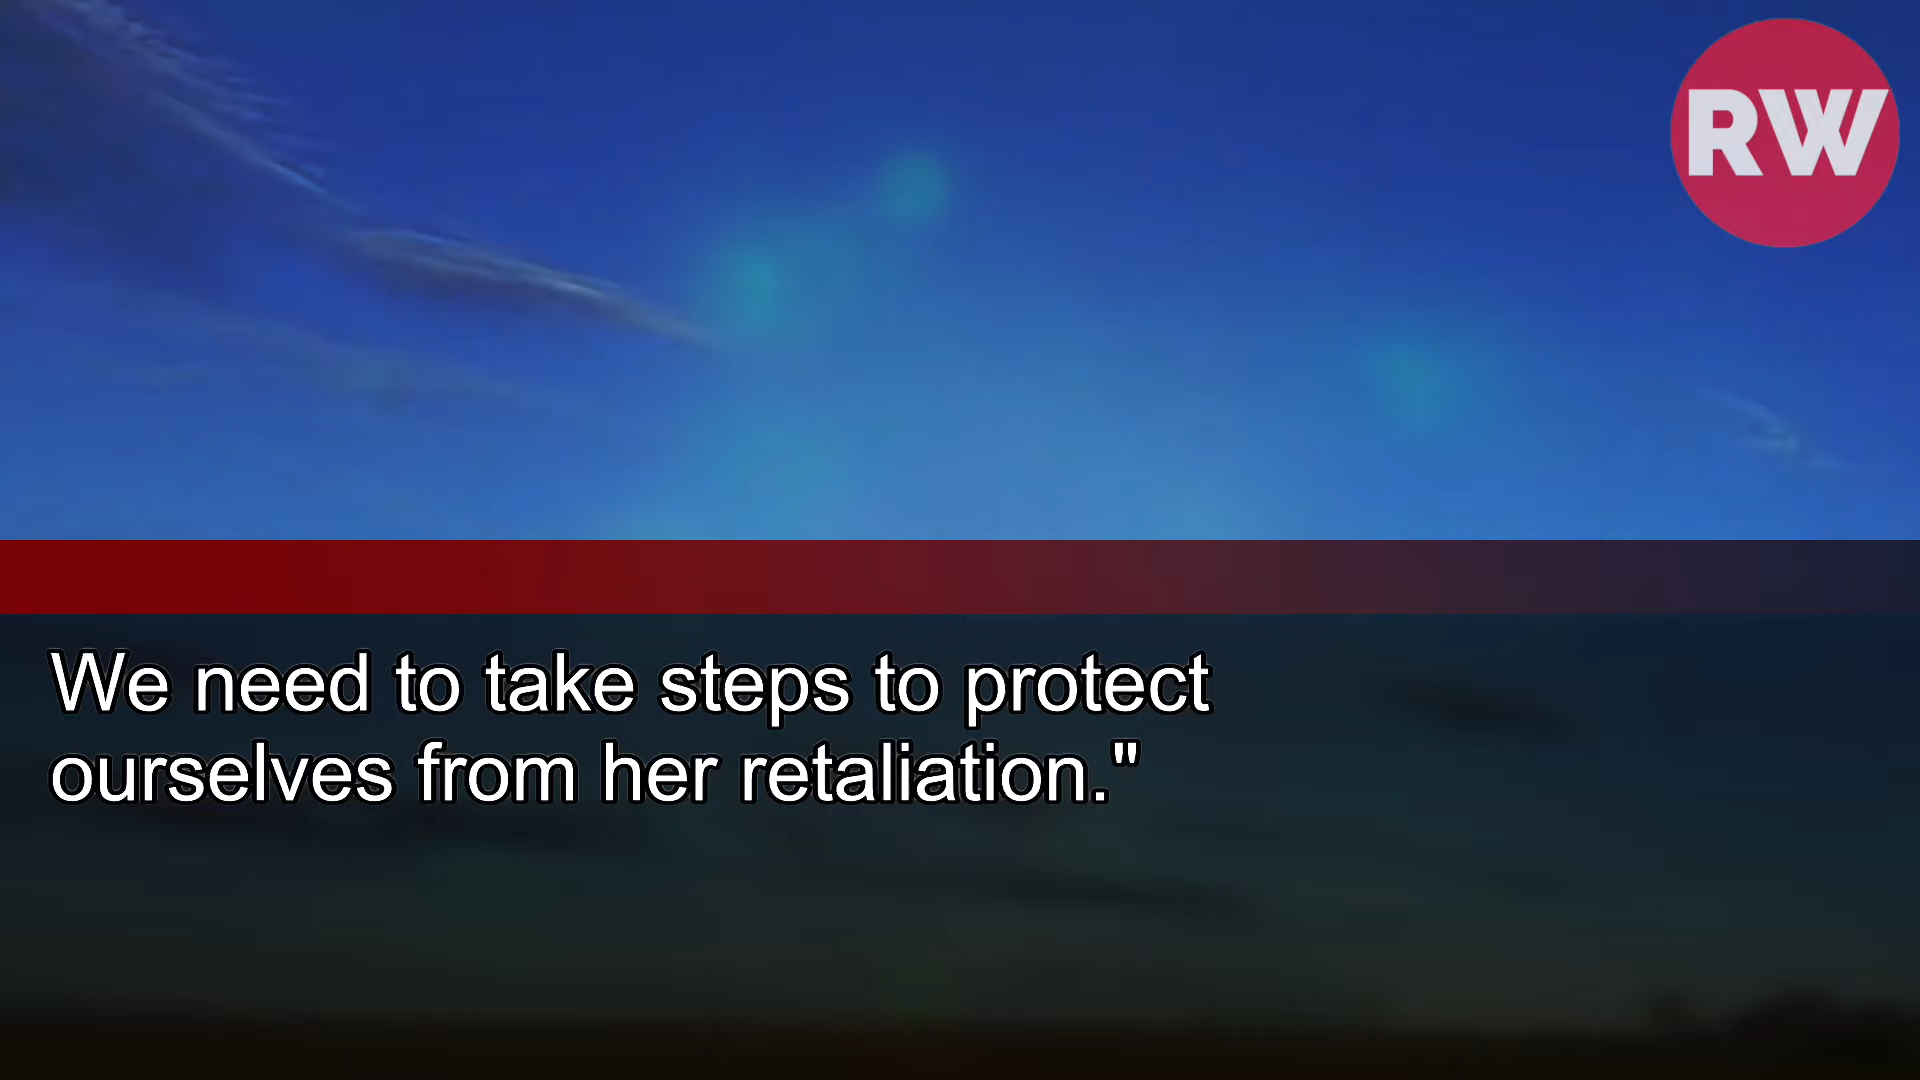 RW
We need to take steps to protect
ourselves from her retaliation."